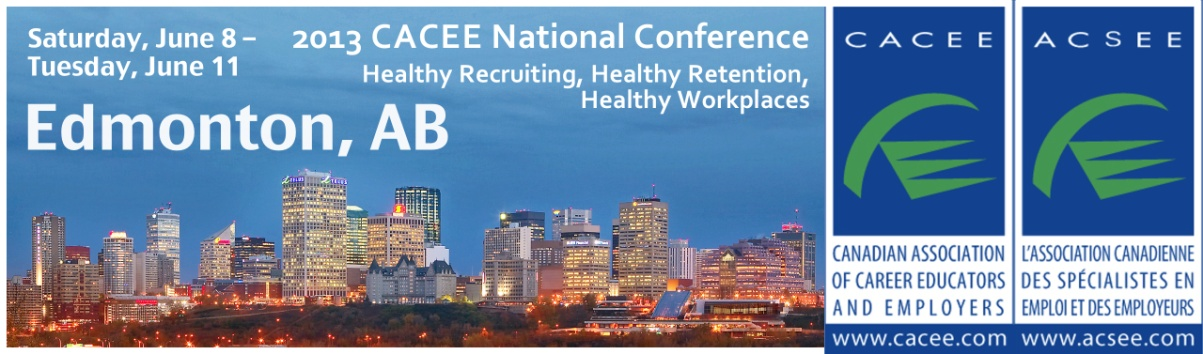 Saturday, June 8 –
Tuesday, June 11
2013 CACEE National Conference
Healthy Recruiting, Healthy Retention,
Healthy Workplaces
Edmonton, AB
CACEE
CANADIAN ASSOCIATION
OF CAREER EDUCATORS
AND EMPLOYERS
www.cacee.com
ACSEE
L'ASSOCIATION CANADIENNE
DES SPÉCIALISTES EN
EMPLOI ET DES EMPLOYEURS
www.acsee.com